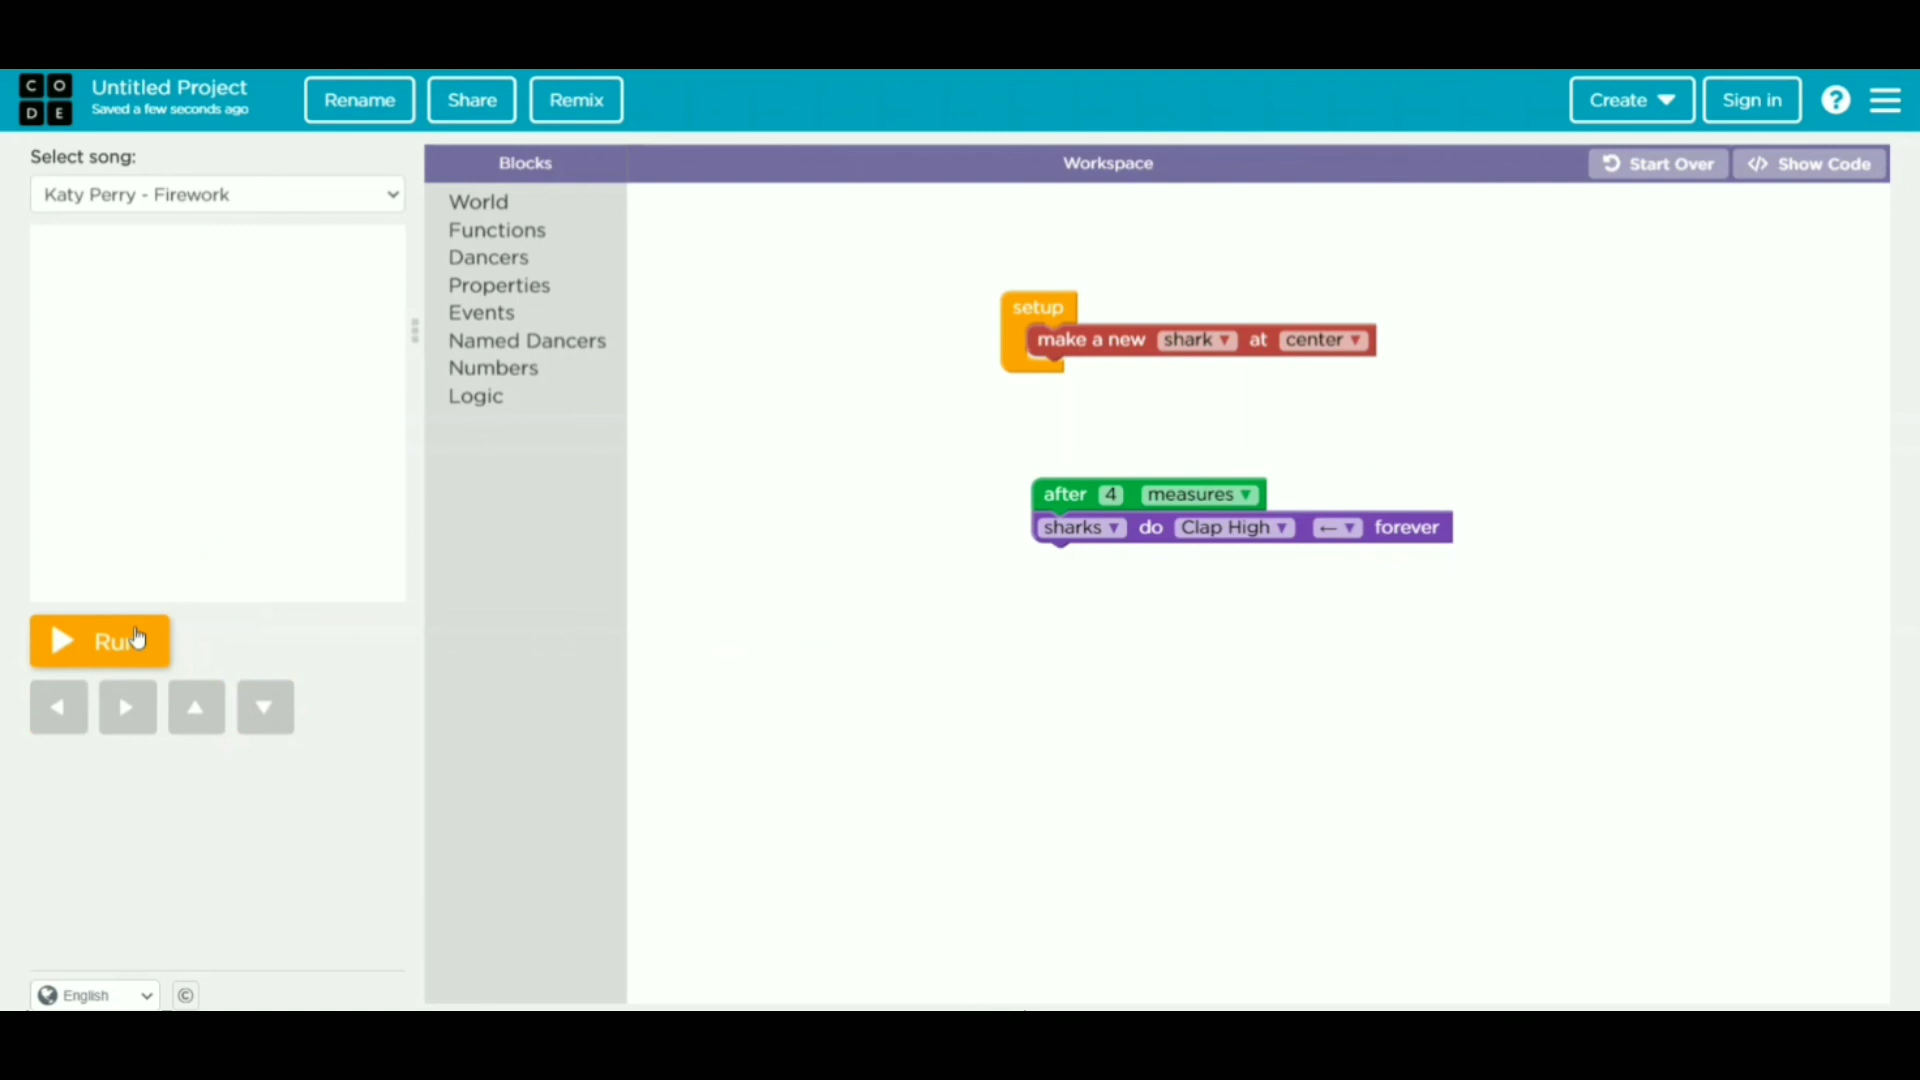 CO
DE
Untitled Project
Saved a few seconds ago
Rename
Share
Remix
Create
Sign in
?
Select song:
Katy Perry - Firework
Blocks
Workspace
Start Over
</> Show Code
World
Functions
Dancers
Properties
Events
Named Dancers
Numbers
Logic
setup
make a new shark at center
after 4 measures
sharks do Clap High ← forever
Run
English
©